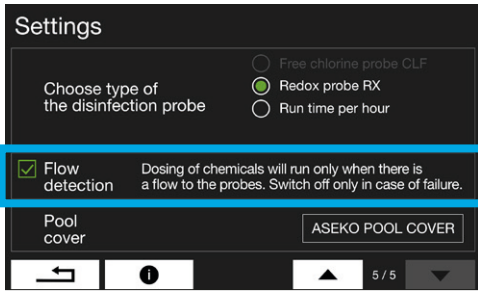 Settings
Free chlorine probe CLF
Choose type of
the disinfection probe
Redox probe RX
Run time per hour
Flow
detection
Dosing of chemicals will run only when there is
a flow to the probes. Switch off only in case of failure.
Pool
cover
ASEKO POOL COVER
5/5